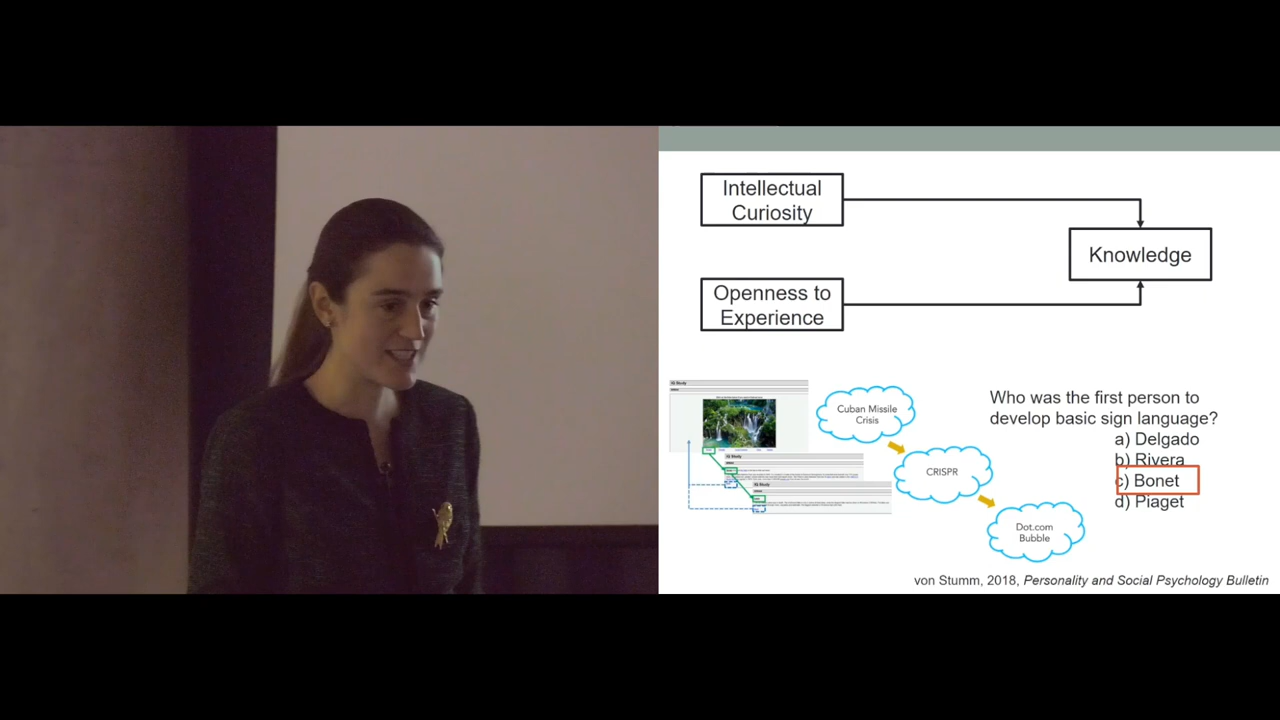 Intellectual
Curiosity
Knowledge
Openness to
Experience
Cuban Missile
Crisis
CRISPR
Dot.com
Bubble
Who was the first person to
develop basic sign language?
a) Delgado
b) Rivera
c) Bonet
d) Piaget
von Stumm, 2018, Personality and Social Psychology Bulletin